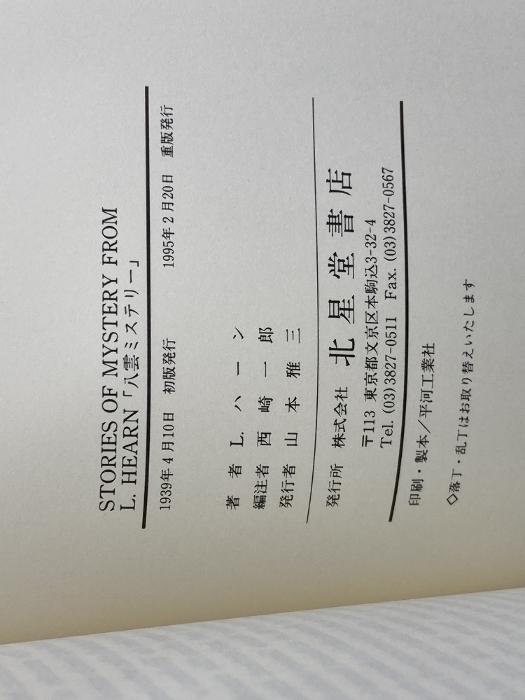 STORIES OF MYSTERY FROM
L. HEARN「八雲ミステリー」
1939年4月10日 初版発行 1995年2月20日 重版発行
著者 L. ハーン
編注者 西崎一郎
発行者 山本雅三
発行所 株式会社 北星堂書店
〒113 東京都文京区本駒込3-32-4
Tel. (03)3827-0511 Fax. (03)3827-0567
印刷・製本/平河工業社
◇落丁・乱丁はお取り替えいたします